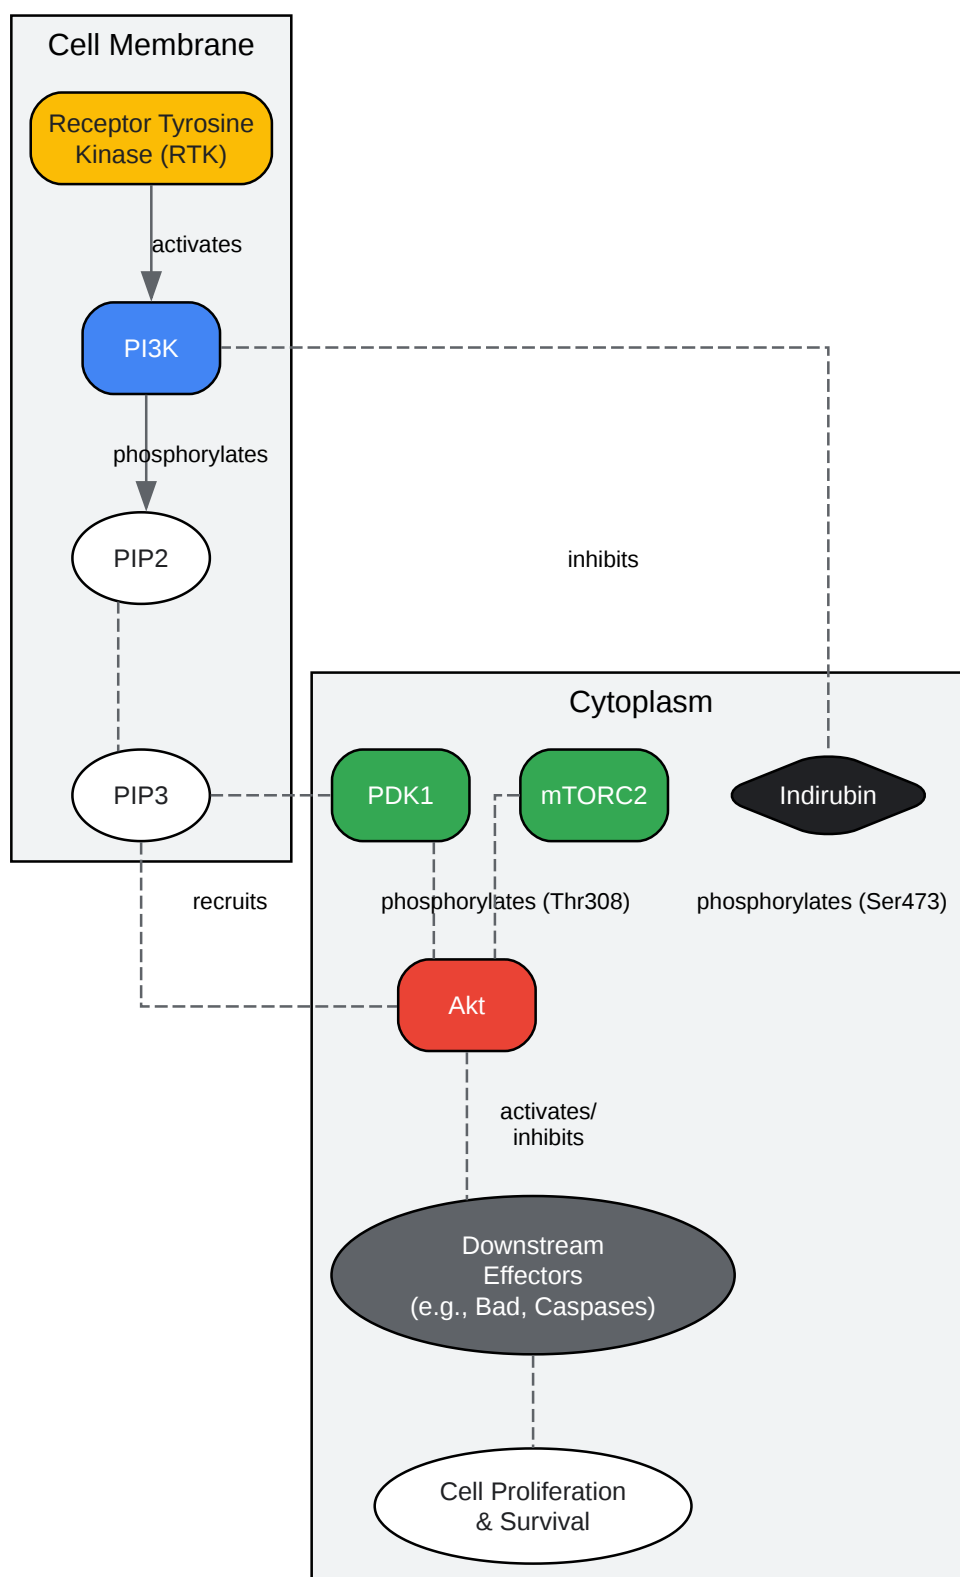 Cell Membrane
Receptor Tyrosine
Kinase (RTK)
activates
PI3K
phosphorylates
PIP2
inhibits
Cytoplasm
PIP3
PDK1
mTORC2
Indirubin
recruits
phosphorylates (Thr308)
phosphorylates (Ser473)
Akt
activates/
inhibits
Downstream
Effectors
(e.g., Bad, Caspases)
Cell Proliferation
& Survival